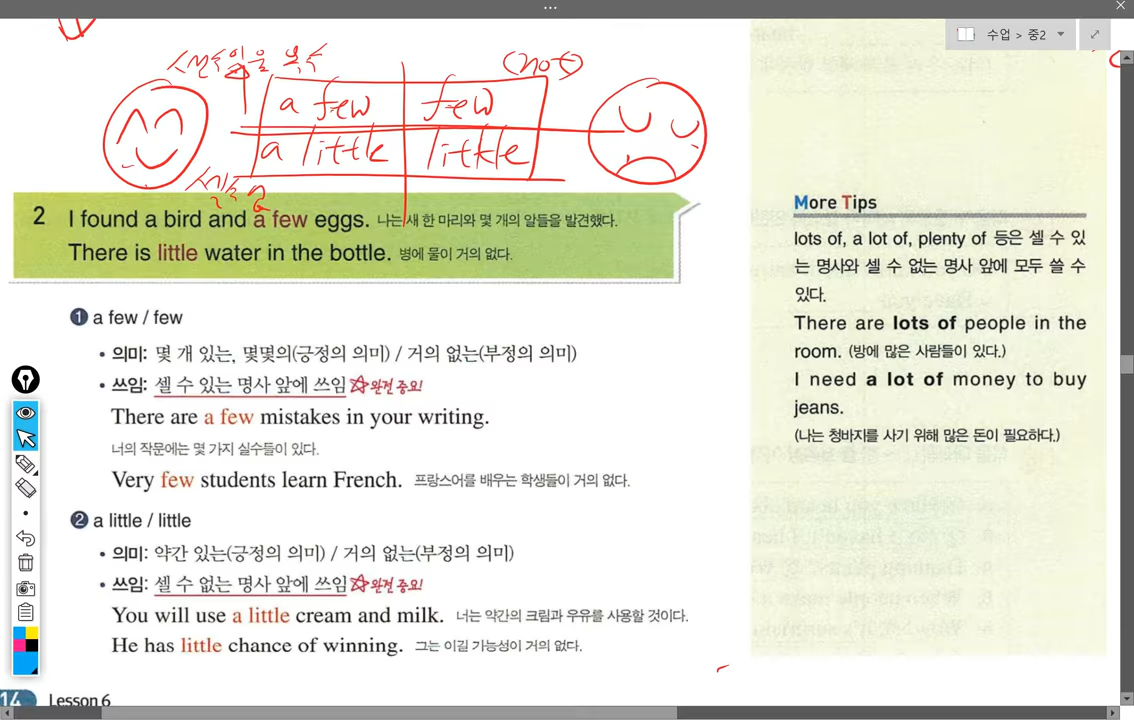 수업 > 중2
셀수있을 복수
(not)
a few few
a little little
셀수 없
2 I found a bird and a few eggs. 나는 새 한 마리와 몇 개의 알들을 발견했다.
There is little water in the bottle. 병에 물이 거의 없다.
1 a few / few
• 의미: 몇 개 있는, 몇몇의(긍정의 의미) / 거의 없는(부정의 의미)
• 쓰임: 셀 수 있는 명사 앞에 쓰임 ☆완전 중요!
There are a few mistakes in your writing.
너의 작문에는 몇 가지 실수들이 있다.
Very few students learn French. 프랑스어를 배우는 학생들이 거의 없다.
2 a little / little
• 의미: 약간 있는(긍정의 의미) / 거의 없는(부정의 의미)
• 쓰임: 셀 수 없는 명사 앞에 쓰임 ☆완전 중요!
You will use a little cream and milk. 너는 약간의 크림과 우유를 사용할 것이다.
He has little chance of winning. 그는 이길 가능성이 거의 없다.
14 Lesson 6
More Tips
lots of, a lot of, plenty of 등은 셀 수 있
는 명사와 셀 수 없는 명사 앞에 모두 쓸 수
있다.
There are lots of people in the
room. (방에 많은 사람들이 있다.)
I need a lot of money to buy
jeans.
(나는 청바지를 사기 위해 많은 돈이 필요하다.)